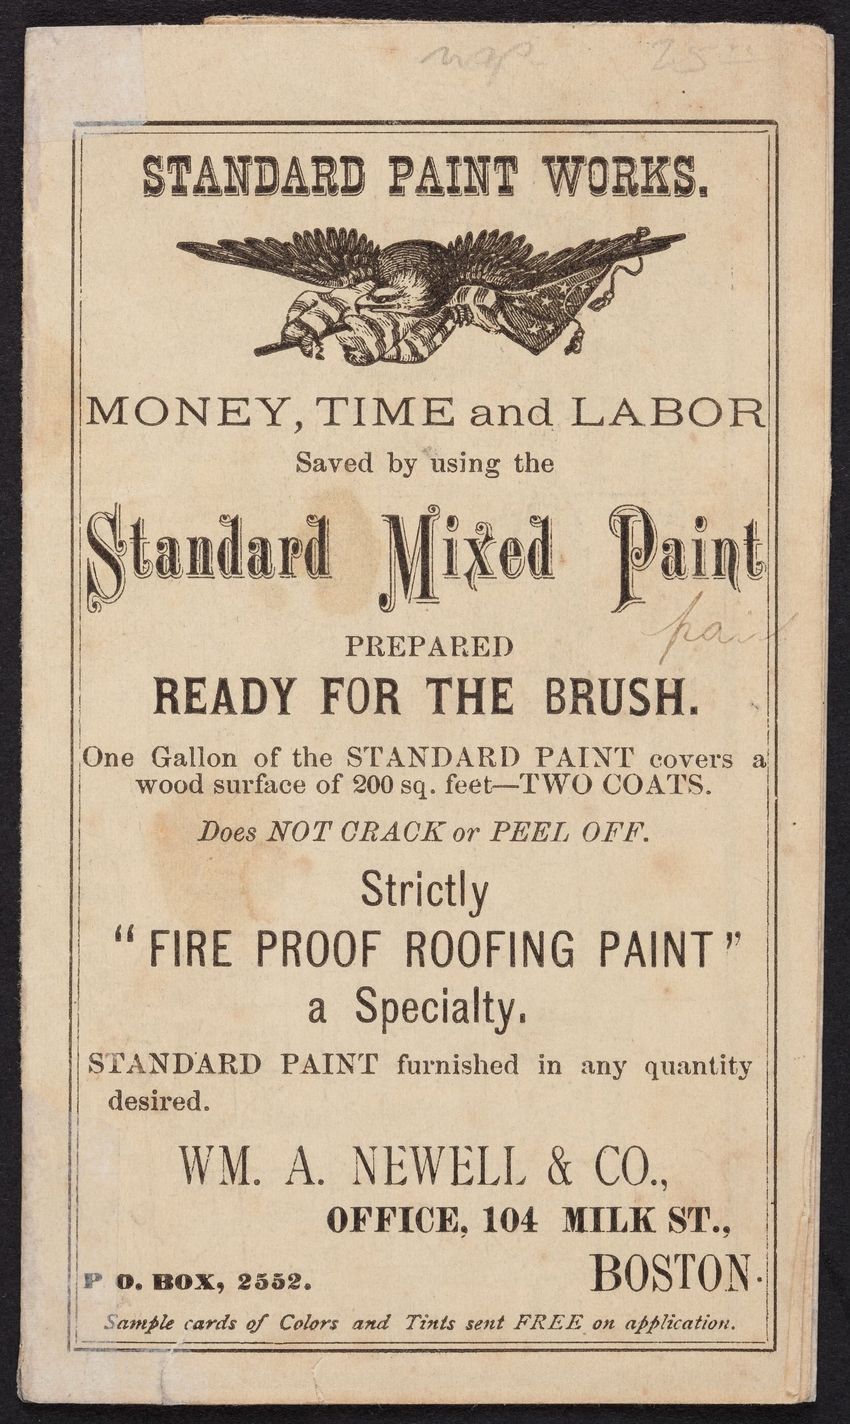 25
STANDARD PAINT WORKS.
MONEY, TIME and LABOR
Saved by using the
Standard Mixed Paint
PREPARED
READY FOR THE BRUSH.
One Gallon of the STANDARD PAINT covers a
wood surface of 200 sq. feet—TWO COATS.
Does NOT CRACK or PEEL OFF.
Strictly
"FIRE PROOF ROOFING PAINT"
a Specialty.
STANDARD PAINT furnished in any quantity
desired.
WM. A. NEWELL & CO.,
OFFICE, 104 MILK ST.,
BOSTON.
P O. BOX, 2552.
Sample cards of Colors and Tints sent FREE on application.